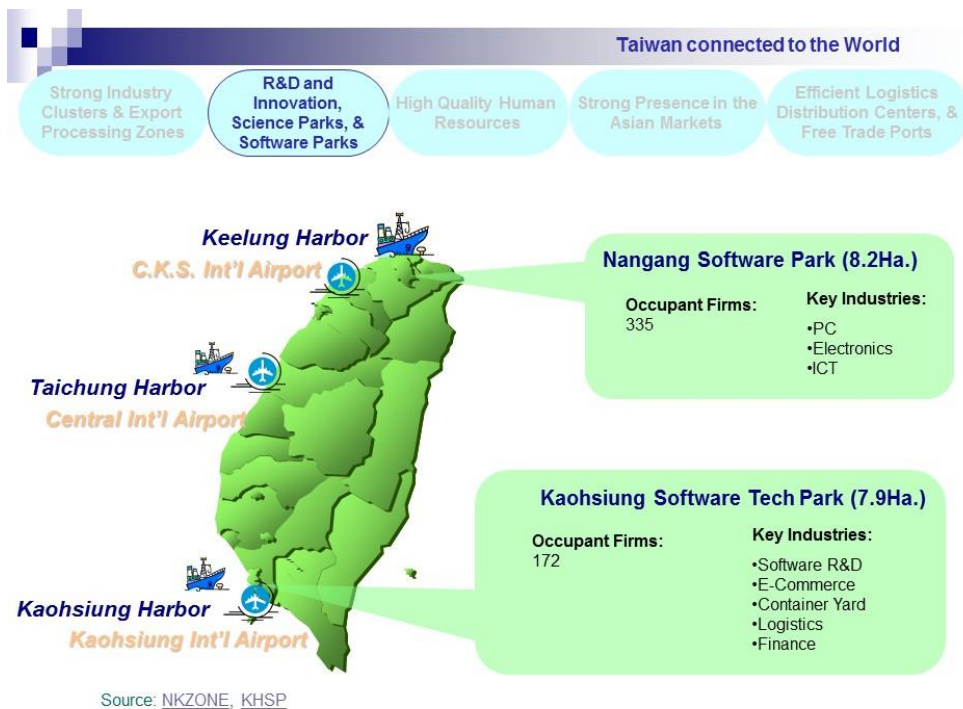 Taiwan connected to the World
Strong Industry
Clusters & Export
Processing Zones
R&D and
Innovation,
Science Parks, &
Software Parks
High Quality Human
Resources
Strong Presence in the
Asian Markets
Efficient Logistics
Distribution Centers, &
Free Trade Ports
Keelung Harbor
C.K.S. Int'l Airport
Nangang Software Park (8.2Ha.)
Occupant Firms:
335
Key Industries:
•PC
•Electronics
•ICT
Taichung Harbor
Central Int'l Airport
Kaohsiung Software Tech Park (7.9Ha.)
Occupant Firms:
172
Key Industries:
•Software R&D
•E-Commerce
•Container Yard
•Logistics
•Finance
Kaohsiung Harbor
Kaohsiung Int'l Airport
Source: NKZONE, KHSP